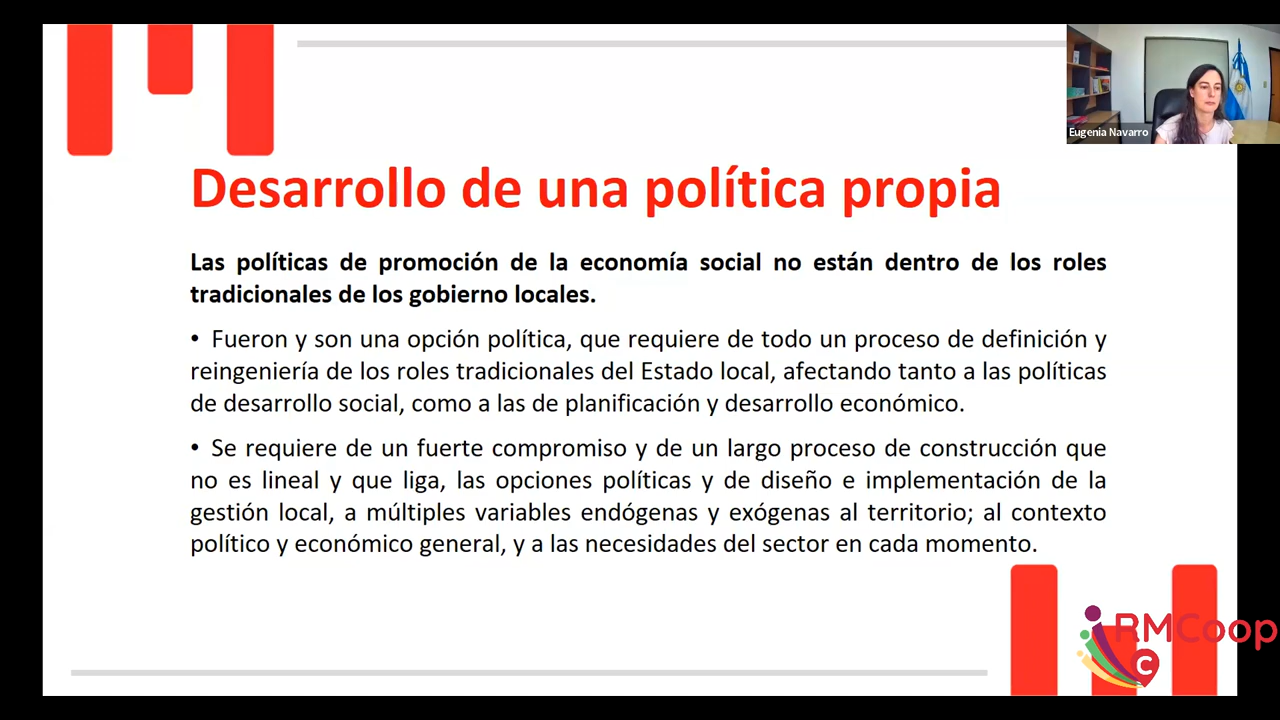 Eugenia Navarro
Desarrollo de una política propia
Las políticas de promoción de la economía social no están dentro de los roles
tradicionales de los gobierno locales.
• Fueron y son una opción política, que requiere de todo un proceso de definición y
reingeniería de los roles tradicionales del Estado local, afectando tanto a las políticas
de desarrollo social, como a las de planificación y desarrollo económico.
• Se requiere de un fuerte compromiso y de un largo proceso de construcción que
no es lineal y que liga, las opciones políticas y de diseño e implementación de la
gestión local, a múltiples variables endógenas y exógenas al territorio; al contexto
político y económico general, y a las necesidades del sector en cada momento.
RMCoop
C